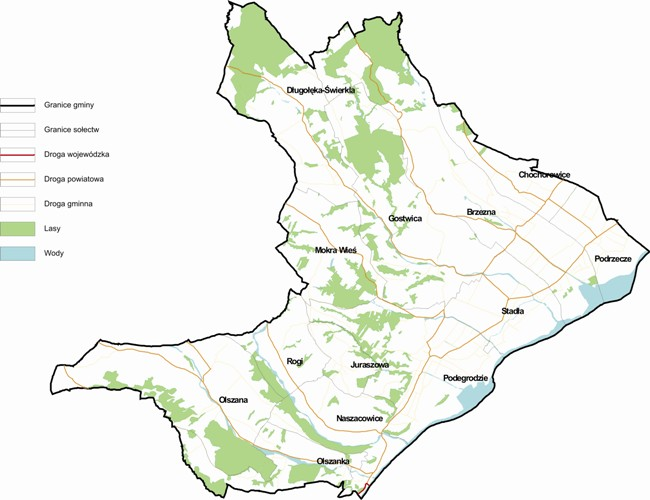 Granice gminy
Granice sołectw
Droga wojewódzka
Droga powiatowa
Droga gminna
Lasy
Wody
Długołęka-Świerkla
Chochorowice
Brzezna
Gostwica
Mokra Wieś
Podrzecze
Stadła
Rogi
Juraszowa
Podegrodzie
Olszana
Naszacowice
Olszanka